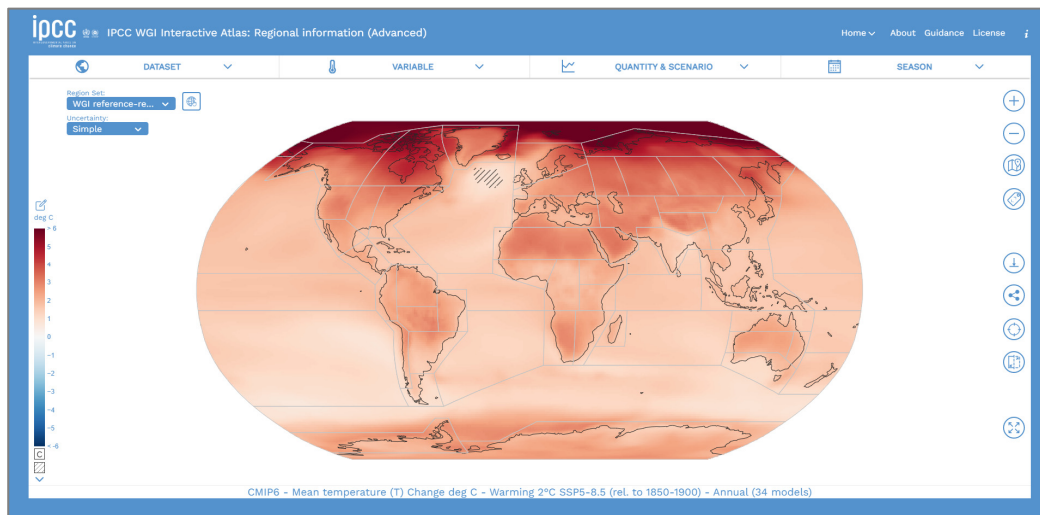 ipcc
IPCC WGI Interactive Atlas: Regional information (Advanced)
Home About Guidance License i
DATASET VARIABLE QUANTITY & SCENARIO SEASON
Region Set:
WGI reference-re...
Uncertainty:
Simple
deg C
> 6
5
4
3
2
1
0
-1
-2
-3
-4
-5
< -6
C
CMIP6 - Mean temperature (T) Change deg C - Warming 2°C SSP5-8.5 (rel. to 1850-1900) - Annual (34 models)